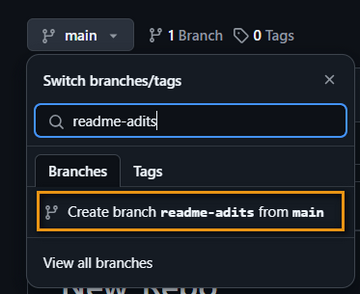 main 1 Branch 0 Tags
Switch branches/tags
readme-adits
Branches Tags
Create branch readme-adits from main
View all branches
New Repo